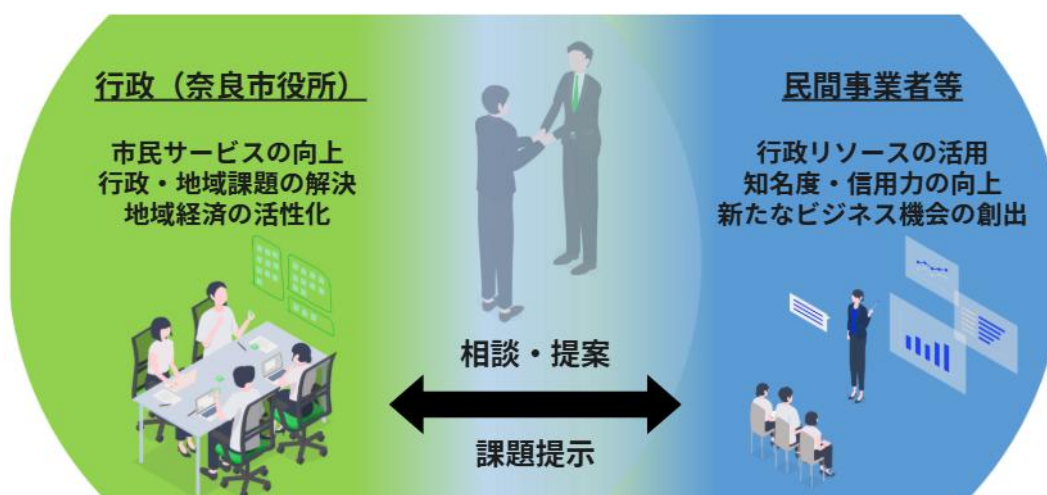 行政（奈良市役所）
市民サービスの向上
行政・地域課題の解決
地域経済の活性化
民間事業者等
行政リソースの活用
知名度・信用力の向上
新たなビジネス機会の創出
相談・提案
課題提示